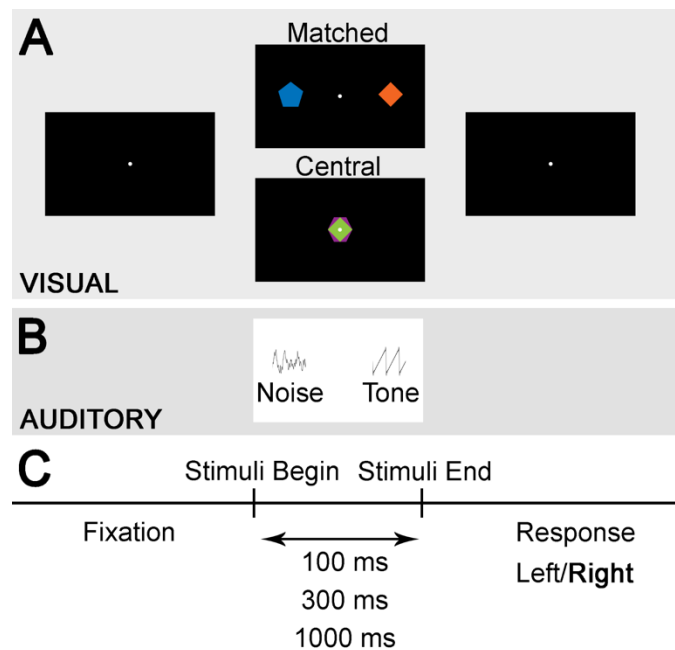 A
Matched
Central
VISUAL
B
Noise Tone
AUDITORY
C
Stimuli Begin Stimuli End
Fixation
Response
100 ms
Left/Right
300 ms
1000 ms